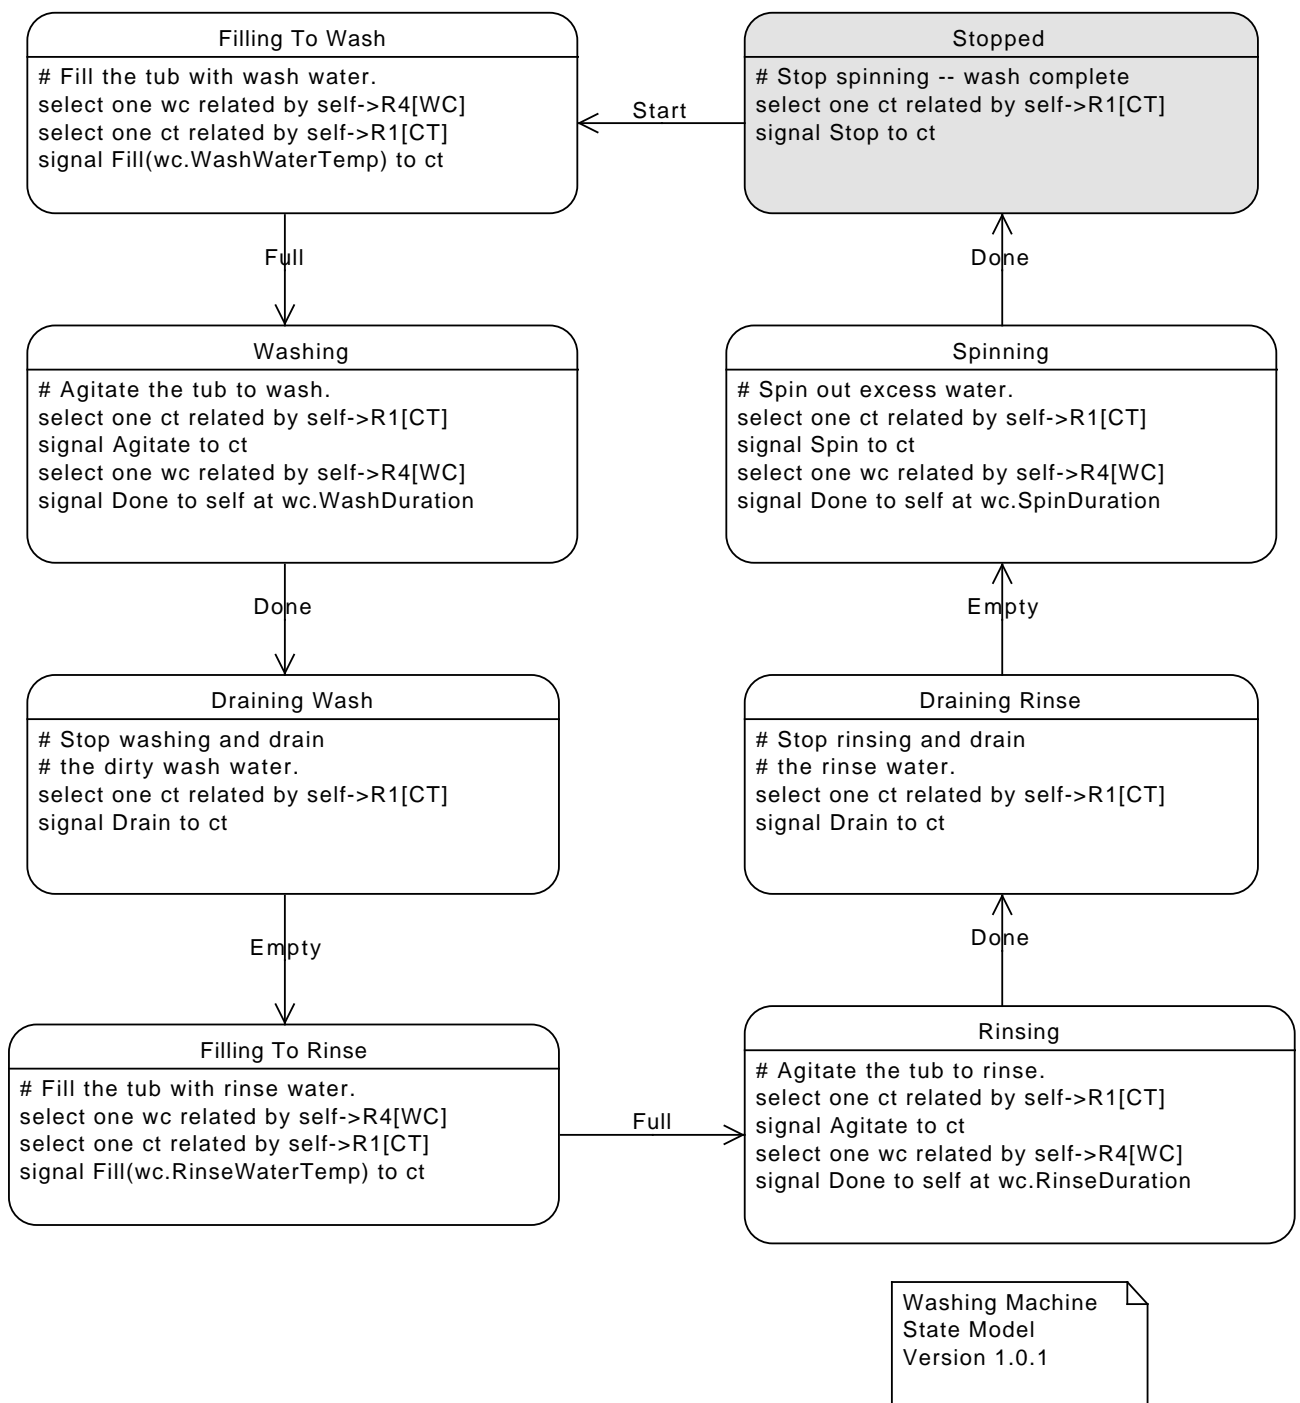 Filling To Wash
# Fill the tub with wash water.
select one wc related by self->R4[WC]
select one ct related by self->R1[CT]
signal Fill(wc.WashWaterTemp) to ct
Start
Stopped
# Stop spinning -- wash complete
select one ct related by self->R1[CT]
signal Stop to ct
Full
Done
Washing
# Agitate the tub to wash.
select one ct related by self->R1[CT]
signal Agitate to ct
select one wc related by self->R4[WC]
signal Done to self at wc.WashDuration
Spinning
# Spin out excess water.
select one ct related by self->R1[CT]
signal Spin to ct
select one wc related by self->R4[WC]
signal Done to self at wc.SpinDuration
Done
Empty
Draining Wash
# Stop washing and drain
# the dirty wash water.
select one ct related by self->R1[CT]
signal Drain to ct
Draining Rinse
# Stop rinsing and drain
# the rinse water.
select one ct related by self->R1[CT]
signal Drain to ct
Empty
Done
Filling To Rinse
# Fill the tub with rinse water.
select one wc related by self->R4[WC]
select one ct related by self->R1[CT]
signal Fill(wc.RinseWaterTemp) to ct
Full
Rinsing
# Agitate the tub to rinse.
select one ct related by self->R1[CT]
signal Agitate to ct
select one wc related by self->R4[WC]
signal Done to self at wc.RinseDuration
Washing Machine
State Model
Version 1.0.1